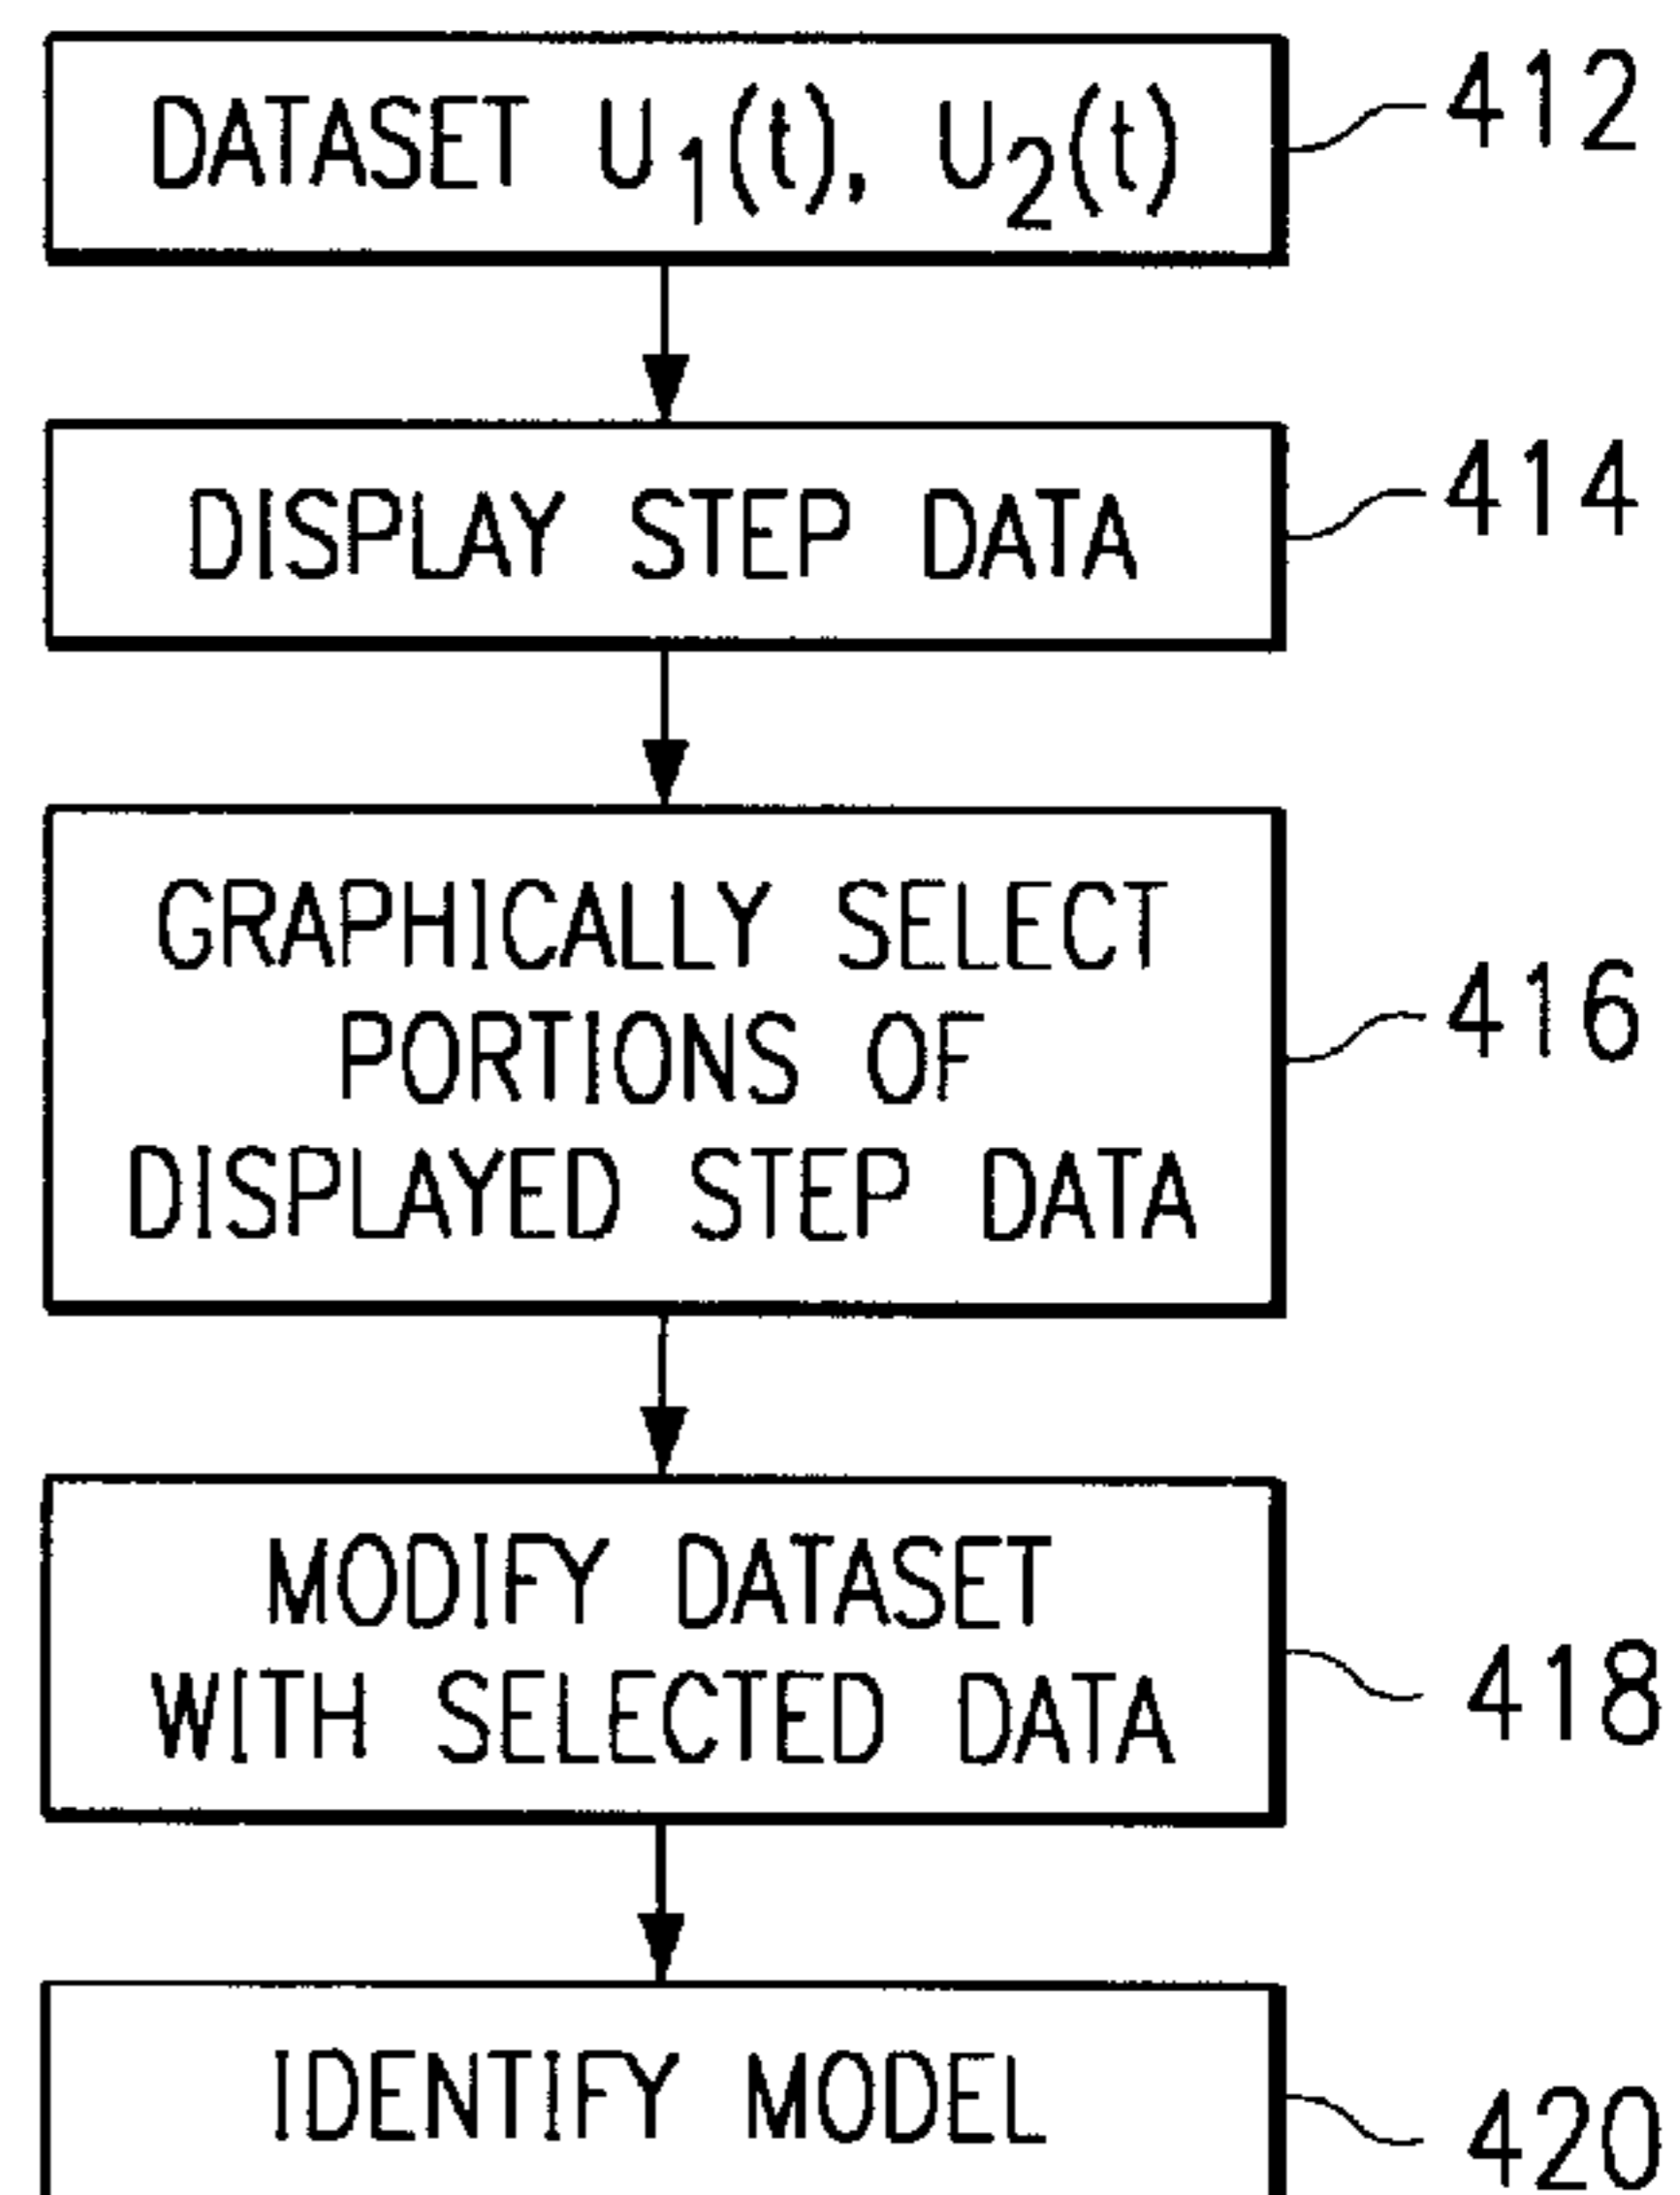 DATASET U₁(t), U₂(t)
412
DISPLAY STEP DATA
414
GRAPHICALLY SELECT
PORTIONS OF
DISPLAYED STEP DATA
416
MODIFY DATASET
WITH SELECTED DATA
418
IDENTIFY MODEL
420